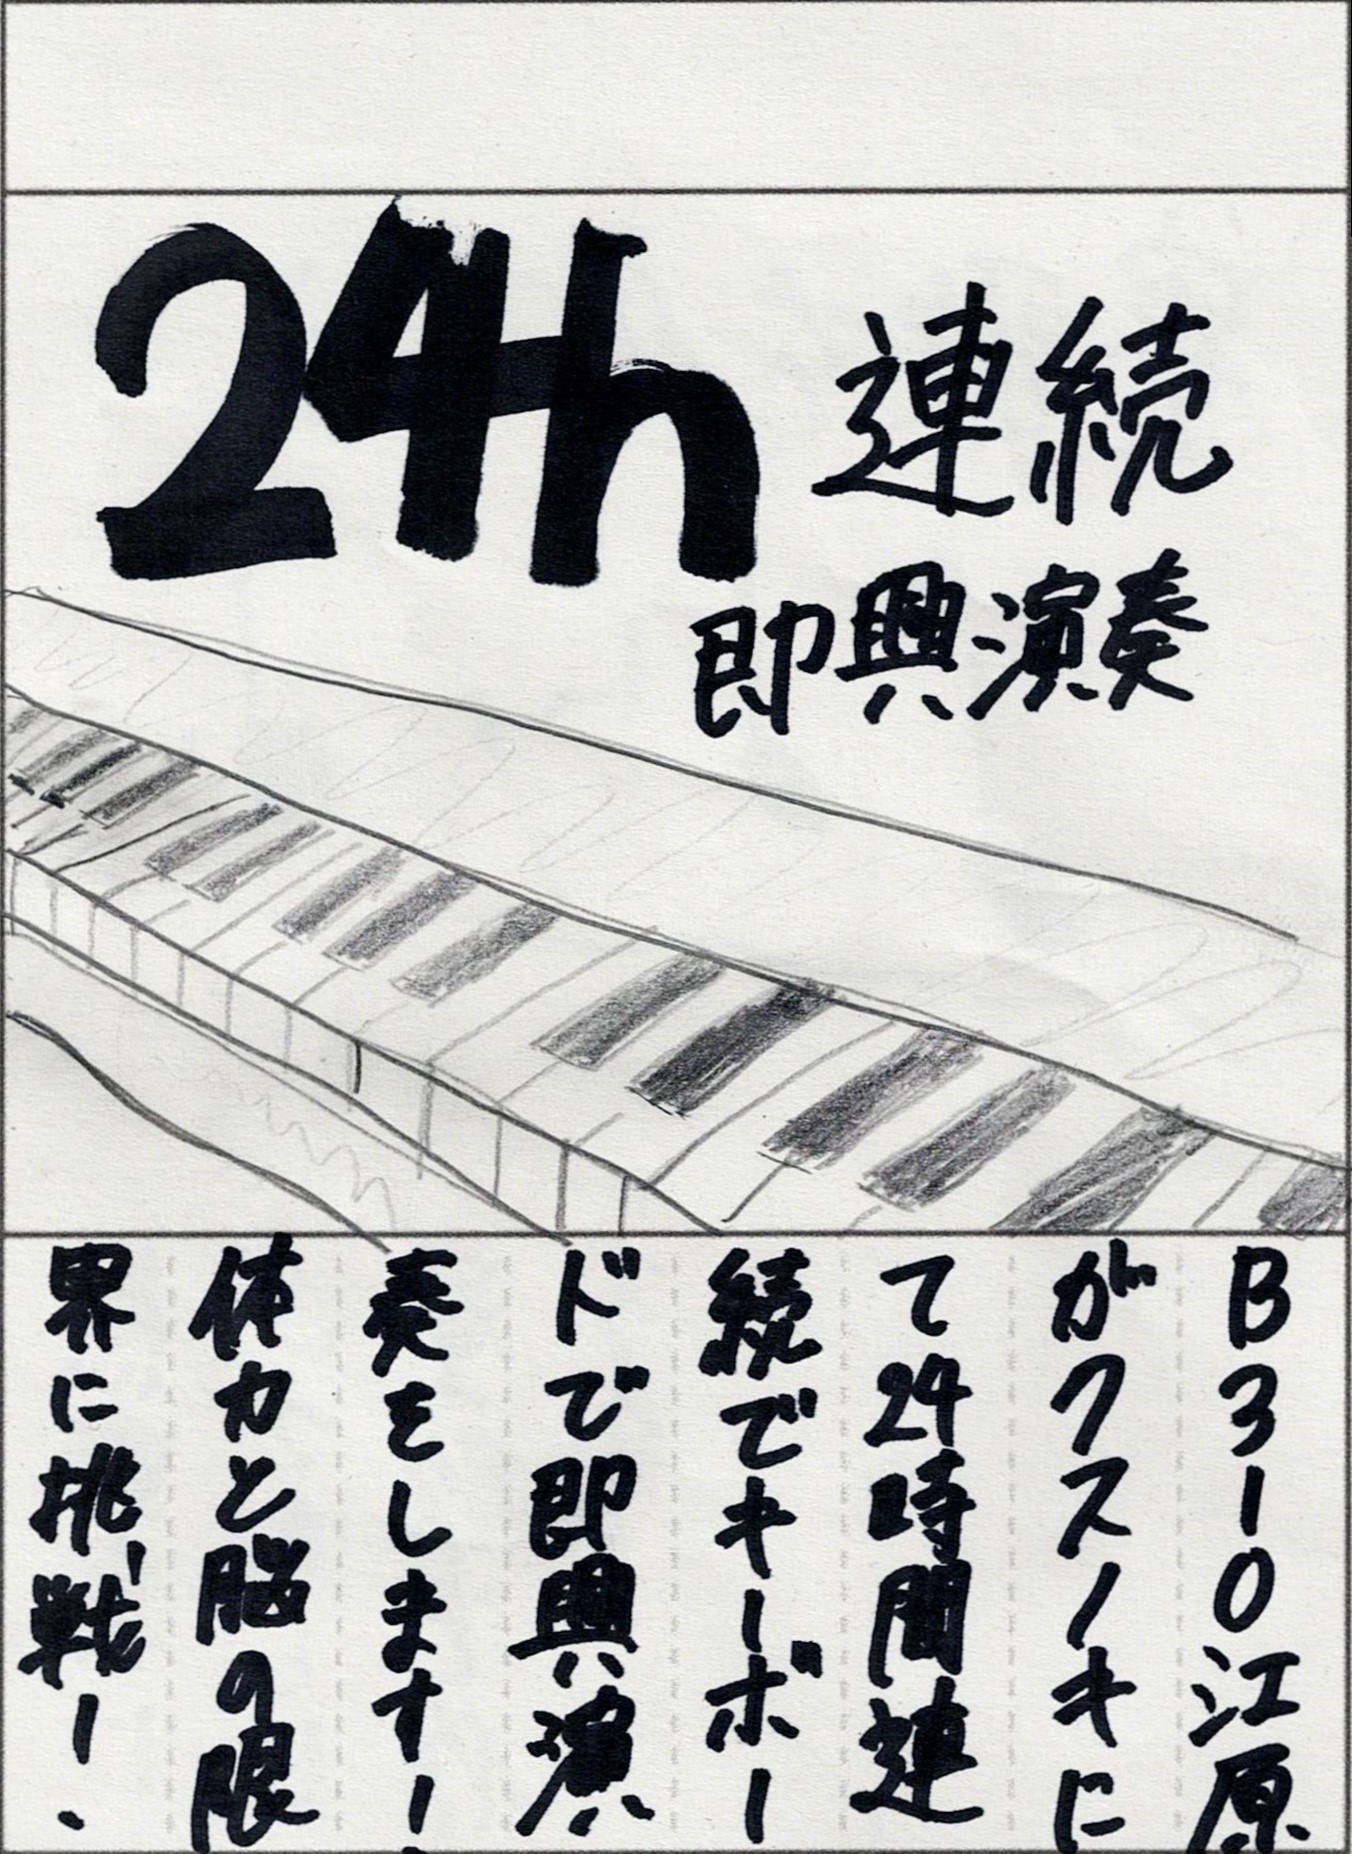 24h
連続
即興演奏
B310江原
がクスノキに
て24時間連
続でキーボー
ドで即興演
奏をします!
体力と脳の限
界に挑戦!